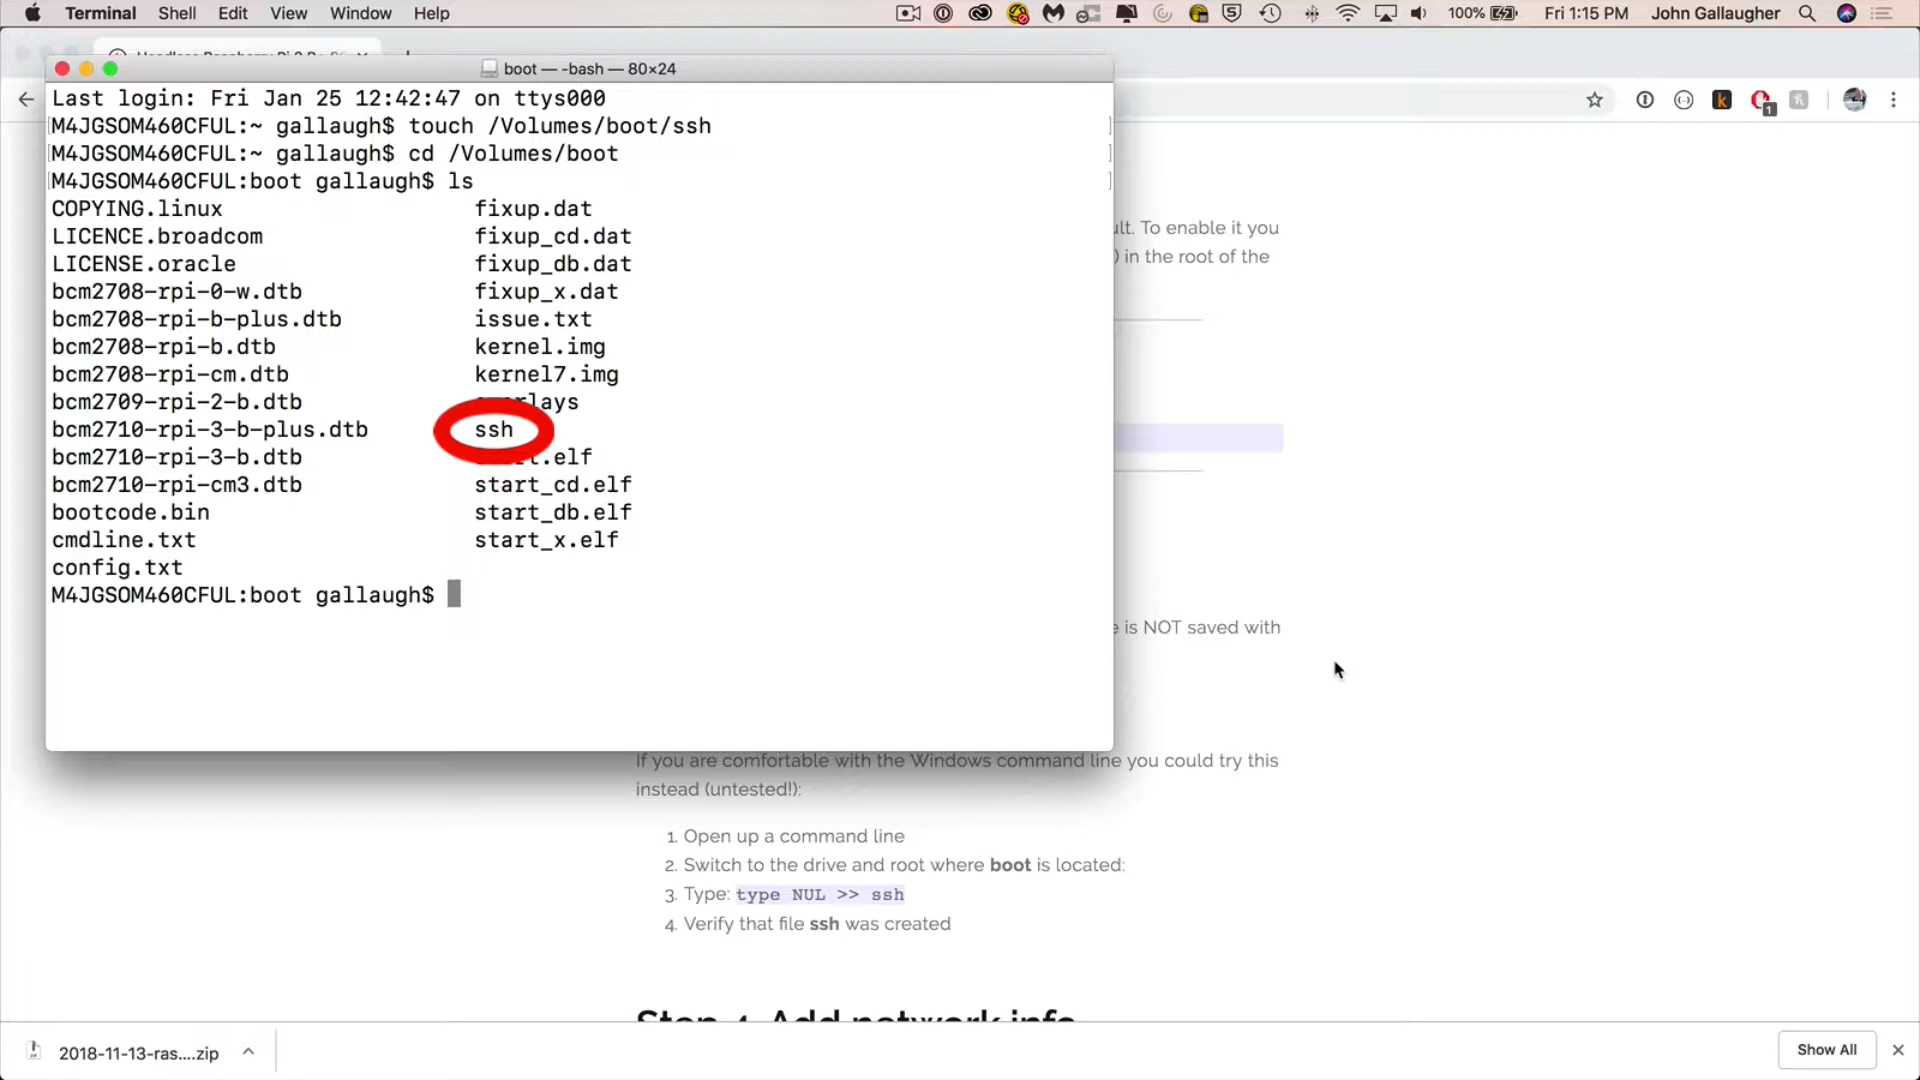 Terminal Shell Edit View Window Help 100% Fri 1:15 PM John Gallaugher
boot — -bash — 80×24
Last login: Fri Jan 25 12:42:47 on ttys000
M4JGSOM460CFUL:~ gallaugh$ touch /Volumes/boot/ssh
M4JGSOM460CFUL:~ gallaugh$ cd /Volumes/boot
M4JGSOM460CFUL:boot gallaugh$ ls
COPYING.linux fixup.dat
LICENCE.broadcom fixup_cd.dat
LICENSE.oracle fixup_db.dat
bcm2708-rpi-0-w.dtb fixup_x.dat
bcm2708-rpi-b-plus.dtb issue.txt
bcm2708-rpi-b.dtb kernel.img
bcm2708-rpi-cm.dtb kernel7.img
bcm2709-rpi-2-b.dtb overlays
bcm2710-rpi-3-b-plus.dtb ssh
bcm2710-rpi-3-b.dtb start.elf
bcm2710-rpi-cm3.dtb start_cd.elf
bootcode.bin start_db.elf
cmdline.txt start_x.elf
config.txt
M4JGSOM460CFUL:boot gallaugh$
To enable it you
) in the root of the
is NOT saved with
If you are comfortable with the Windows command line you could try this
instead (untested!):
1. Open up a command line
2. Switch to the drive and root where boot is located:
3. Type: type NUL >> ssh
4. Verify that file ssh was created
Step 4. Add network info
2018-11-13-ras....zip
Show All